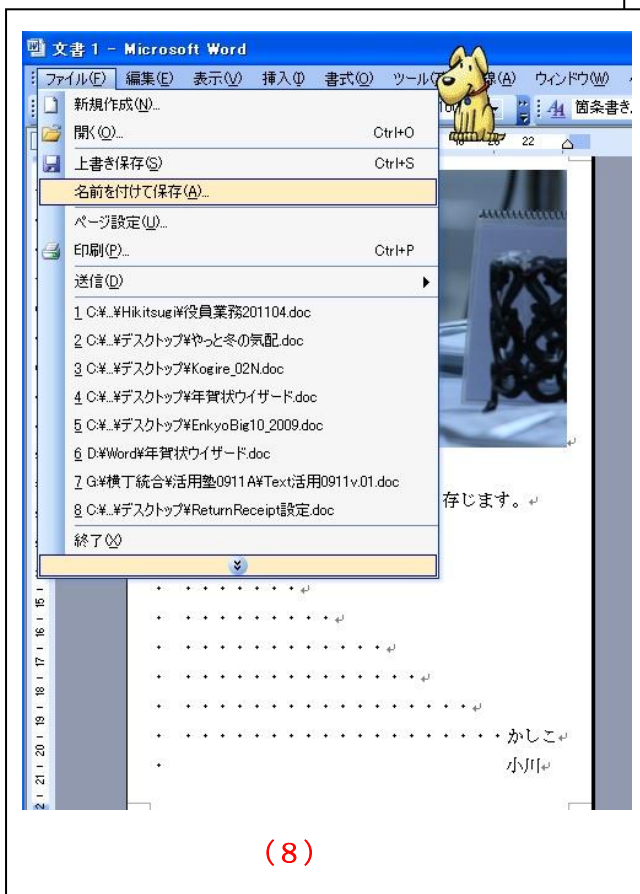 文書 1 - Microsoft Word
ファイル(F) 編集(E) 表示(V) 挿入(I) 書式(O) ツール(T) 罫線(A) ウィンドウ(W)
新規作成(N)...
箇条書き
開く(O)... Ctrl+O
22
上書き保存(S) Ctrl+S
名前を付けて保存(A)...
ページ設定(U)...
印刷(P)... Ctrl+P
送信(D)
1 C:¥...¥Hikitsugi¥役員業務201104.doc
2 C:¥...¥デスクトップ¥やっと冬の気配.doc
3 C:¥...¥デスクトップ¥Kogire_02N.doc
4 C:¥...¥デスクトップ¥年賀状ウイザード.doc
5 C:¥...¥デスクトップ¥EnkyoBig10_2009.doc
6 D:¥Word¥年賀状ウイザード.doc
7 G:¥横丁統合¥活用塾0911A¥Text活用0911v.01.doc
8 C:¥...¥デスクトップ¥ReturnReceipt設定.doc
存じます。
終了(X)
15
16
17
18
19
20
かしこ
小川
21
(8)